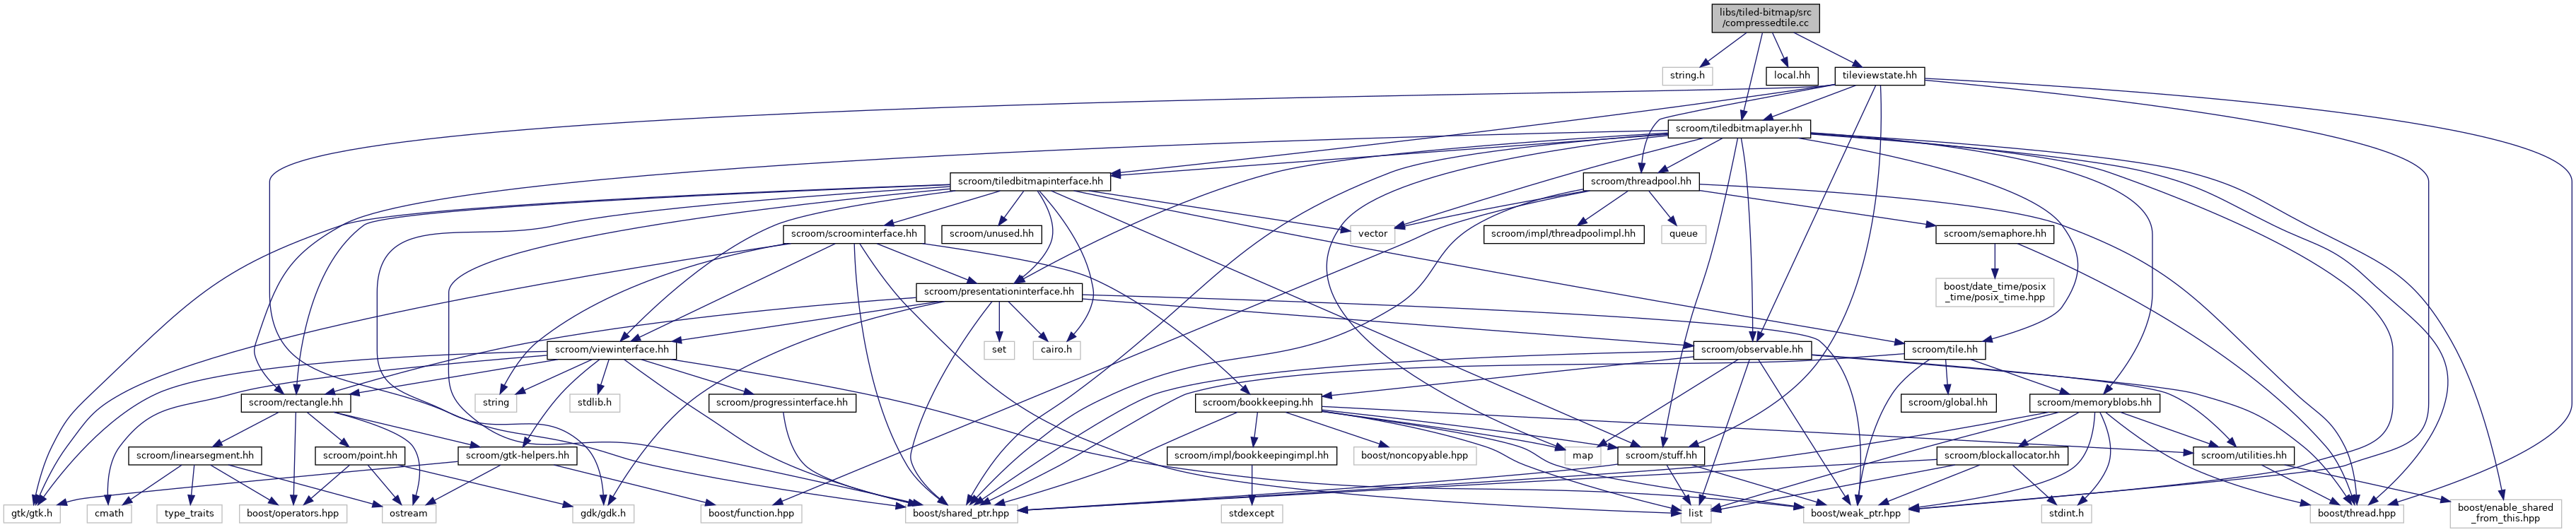 libs/tiled-bitmap/src
/compressedtile.cc
string.h
local.hh
tileviewstate.hh
scroom/tiledbitmaplayer.hh
scroom/tiledbitmapinterface.hh
scroom/threadpool.hh
scroom/scroominterface.hh
scroom/unused.hh
vector
scroom/impl/threadpoolimpl.hh
queue
scroom/semaphore.hh
scroom/presentationinterface.hh
boost/date_time/posix
_time/posix_time.hpp
scroom/viewinterface.hh
set
cairo.h
scroom/observable.hh
scroom/tile.hh
scroom/rectangle.hh
string
stdlib.h
scroom/progressinterface.hh
scroom/bookkeeping.hh
scroom/global.hh
scroom/memoryblobs.hh
scroom/linearsegment.hh
scroom/point.hh
scroom/gtk-helpers.hh
scroom/impl/bookkeepingimpl.hh
boost/noncopyable.hpp
map
scroom/stuff.hh
scroom/blockallocator.hh
scroom/utilities.hh
gtk/gtk.h
cmath
type_traits
boost/operators.hpp
ostream
gdk/gdk.h
boost/function.hpp
boost/shared_ptr.hpp
stdexcept
list
boost/weak_ptr.hpp
stdint.h
boost/thread.hpp
boost/enable_shared
_from_this.hpp